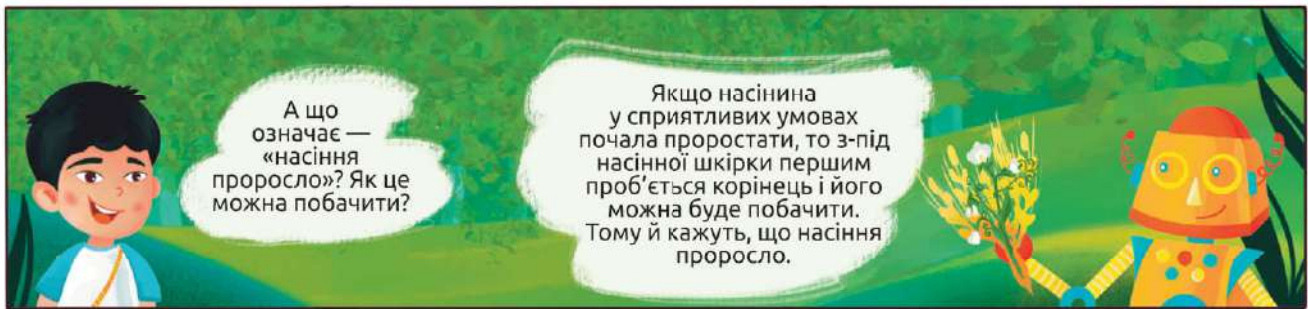 А що
означає —
«насіння
проросло»? Як це
можна побачити?
Якщо насінина
у сприятливих умовах
почала проростати, то з-під
насінної шкірки першим
проб’ється корінець і його
можна буде побачити.
Тому й кажуть, що насіння
проросло.